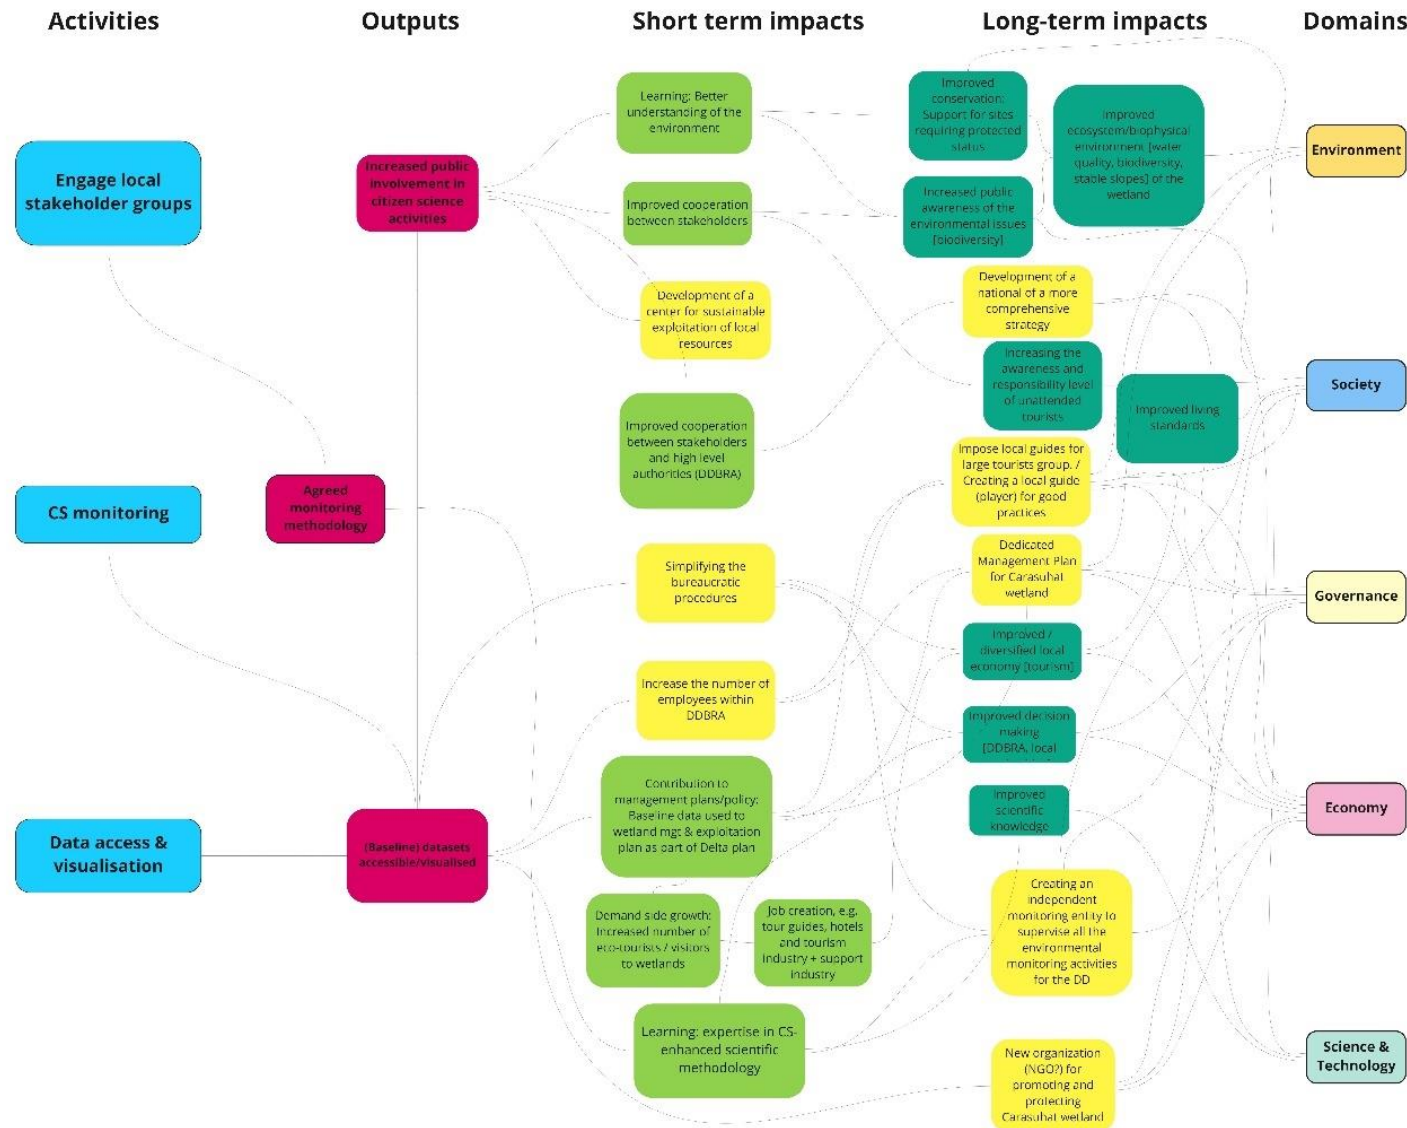 Activities
Outputs
Short term impacts
Long-term impacts
Domains
Engage local
stakeholder groups
CS monitoring
Data access &
visualisation
Increased public
involvement in
citizen science
activities
Agreed
monitoring
methodology
(Baseline) datasets
accessible/visualised
Learning: Better
understanding of the
environment
Improved cooperation
between stakeholders
Development of a
center for sustainable
exploitation of local
resources
Improved cooperation
between stakeholders
and high level
authorities (DDBRA)
Simplifying the
bureaucratic
procedures
Increase the number of
employees within
DDBRA
Contribution to
management plans/policy:
Baseline data used to
wetland mgt & exploitation
plan as part of Delta plan
Demand side growth:
Increased number of
eco-tourists / visitors
to wetlands
Job creation, e.g.
tour guides, hotels
and tourism
industry + support
industry
Learning: expertise in CS-
enhanced scientific
methodology
Improved
conservation:
Support for sites
requiring protected
status
Improved
ecosystem/biophysical
environment [water
quality, biodiversity,
stable slopes] of the
wetland
Increased public
awareness of the
environmental issues
[biodiversity]
Development of a
national of a more
comprehensive
strategy
Increasing the
awareness and
responsibility level
of unattended
tourists
Improved living
standards
Impose local guides for
large tourists group. /
Creating a local guide
(player) for good
practices
Dedicated
Management Plan
for Carasuhat
wetland
Improved /
diversified local
economy [tourism]
Improved decision
making
[DDBRA, local
Improved
scientific
knowledge
Creating an
independent
monitoring entity to
supervise all the
environmental
monitoring activities
for the DD
New organization
(NGO?) for
promoting and
protecting
Carasuhat wetland
Environment
Society
Governance
Economy
Science &
Technology